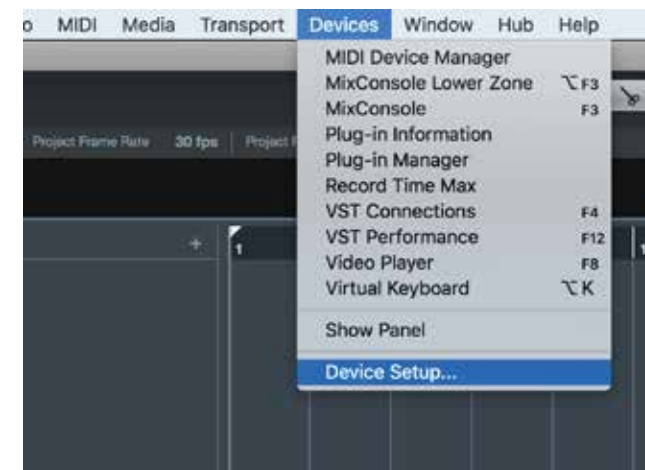 MIDI Media Transport Devices Window Hub Help
MIDI Device Manager
MixConsole Lower Zone ⌥F3
MixConsole F3
Project Frame Rate 30 fps Project
Plug-in Information
Plug-in Manager
Record Time Max
VST Connections F4
VST Performance F12
1
Video Player F8
Virtual Keyboard ⌥K
Show Panel
Device Setup...